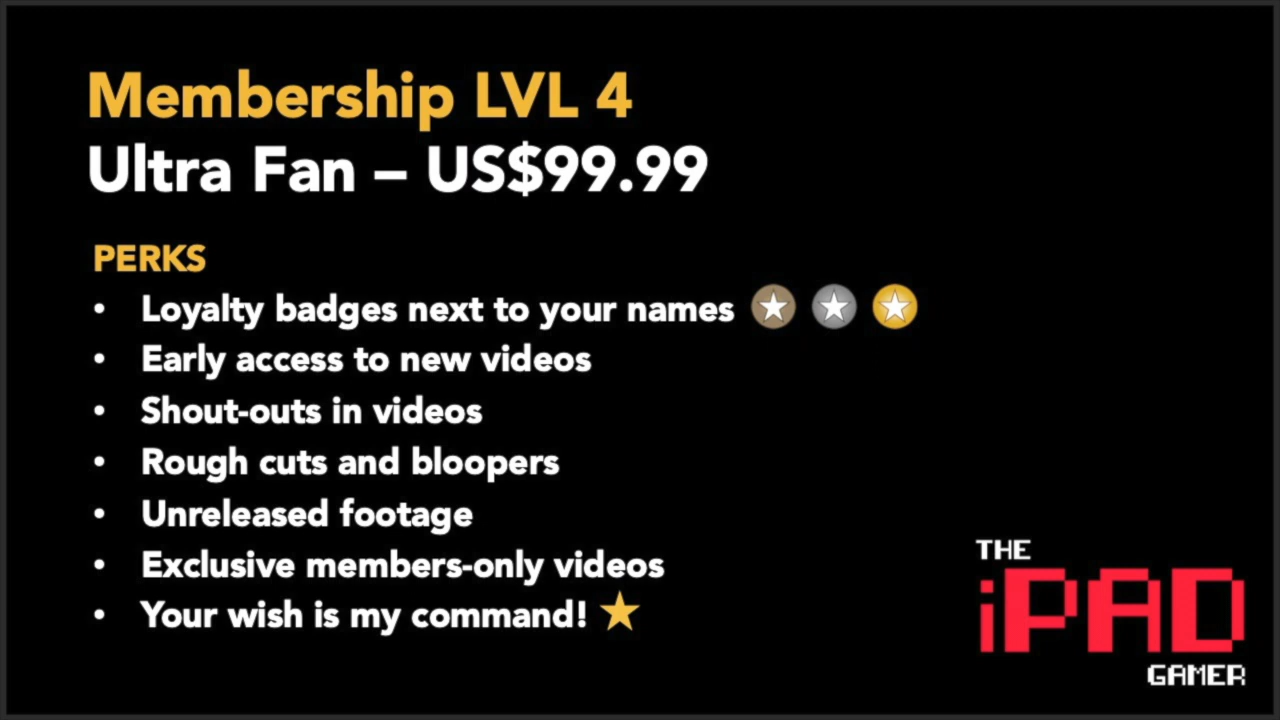 Membership LVL 4
Ultra Fan – US$99.99
PERKS
• Loyalty badges next to your names
• Early access to new videos
• Shout-outs in videos
• Rough cuts and bloopers
• Unreleased footage
• Exclusive members-only videos
• Your wish is my command!
THE
iPAD
GAMER